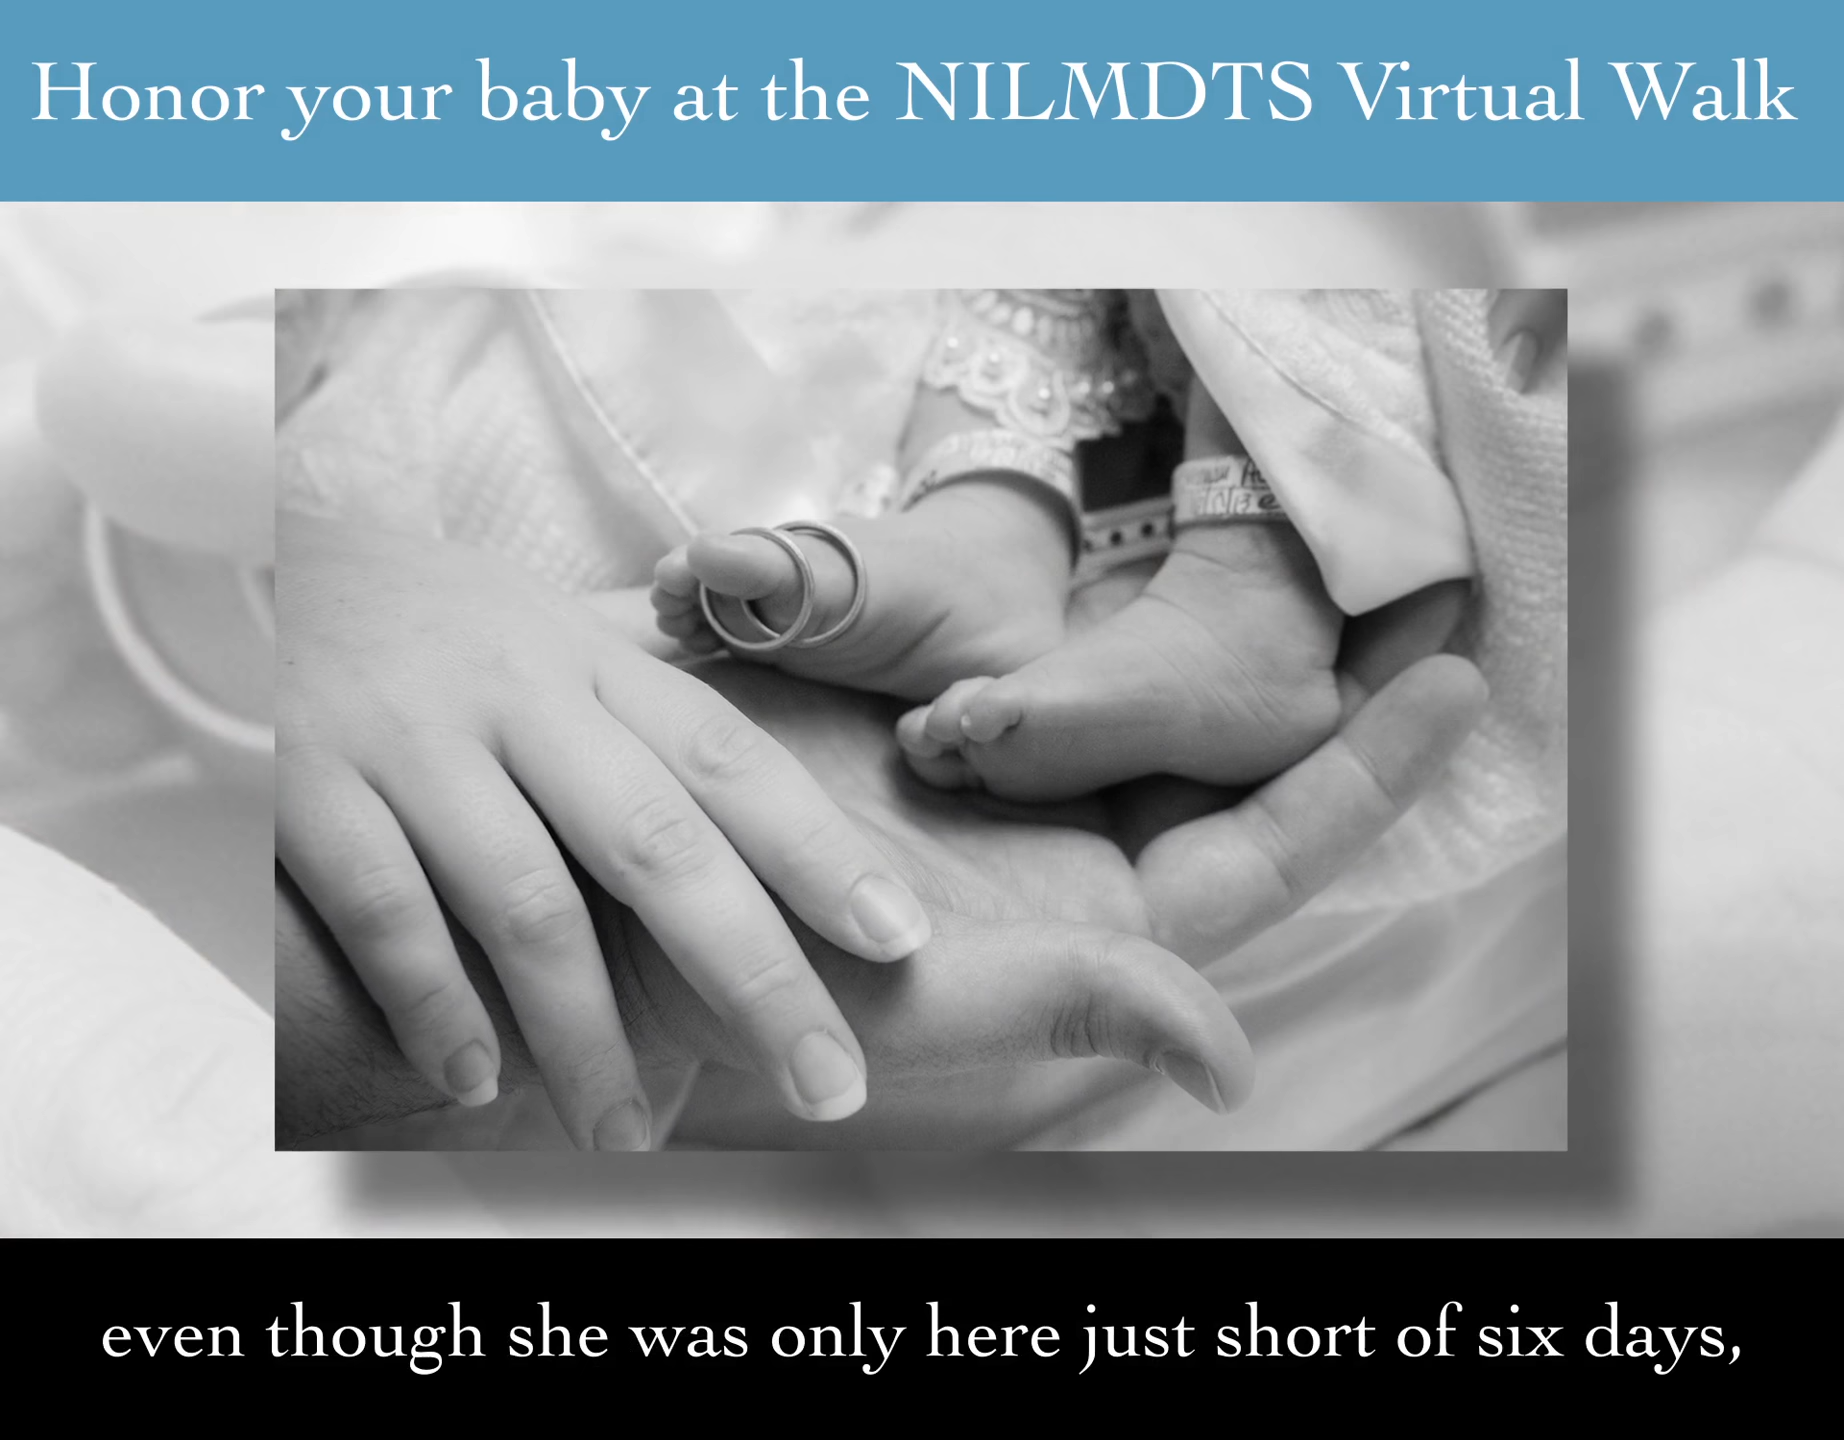 Honor your baby at the NILMDTS Virtual Walk
even though she was only here just short of six days,